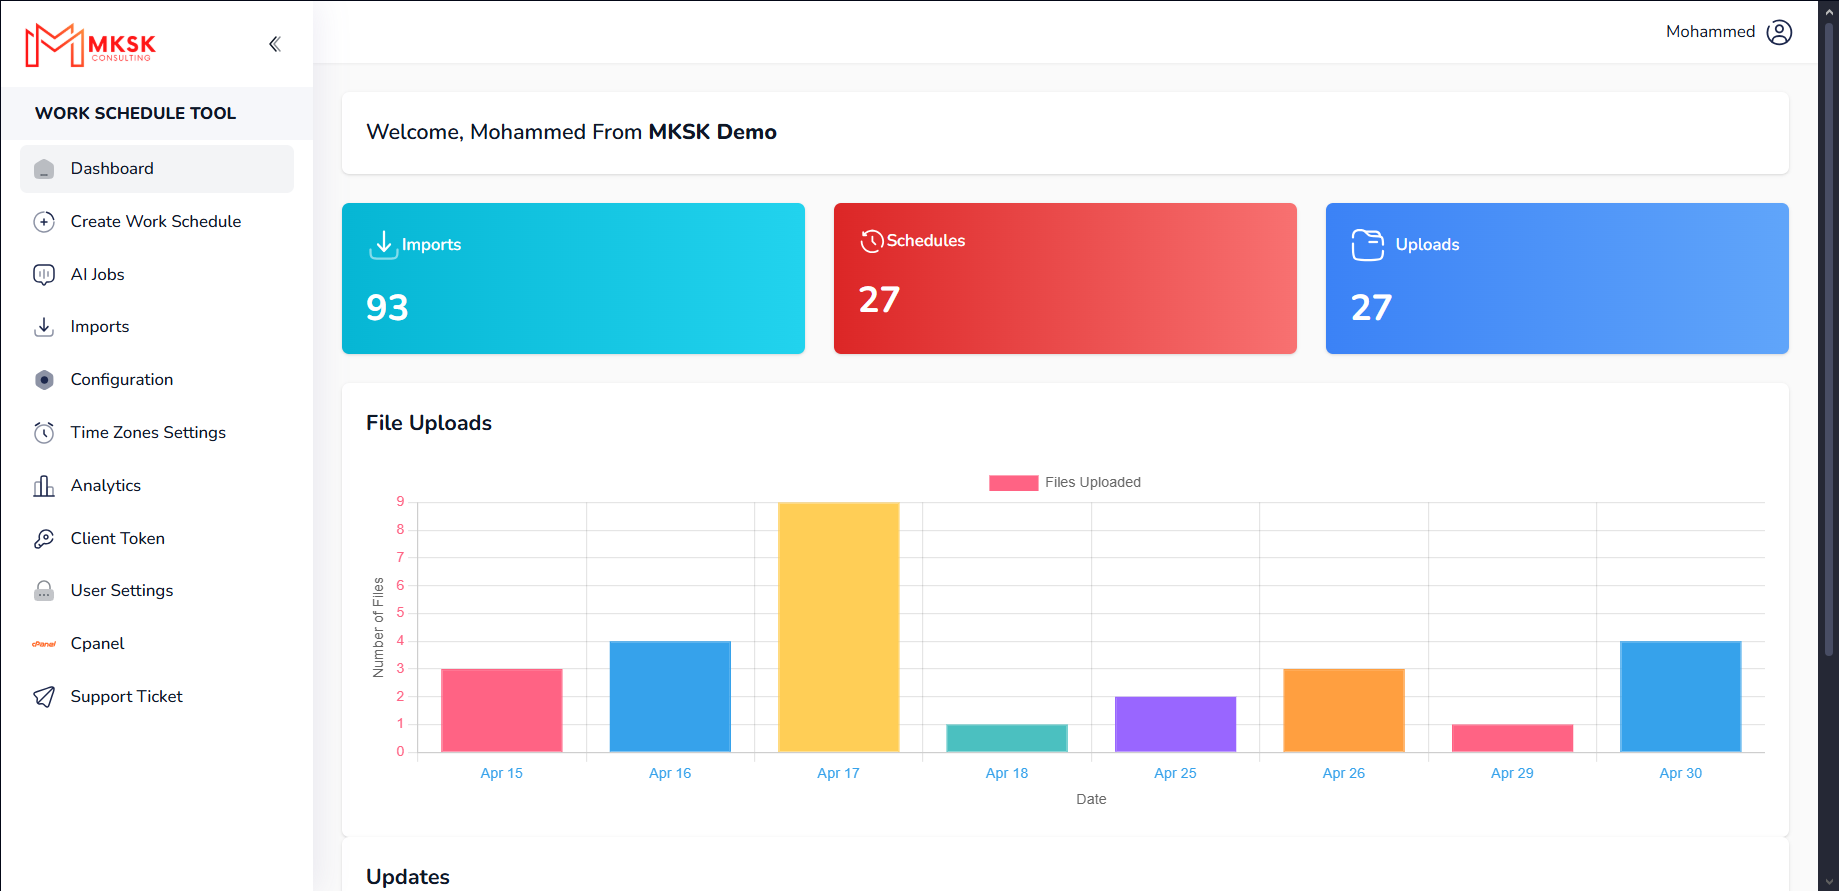 MKSK
CONSULTING
Mohammed
WORK SCHEDULE TOOL
Dashboard
Create Work Schedule
AI Jobs
Imports
Configuration
Time Zones Settings
Analytics
Client Token
User Settings
cPanel
Cpanel
Support Ticket
Welcome, Mohammed From MKSK Demo
Imports
93
Schedules
27
Uploads
27
File Uploads
Files Uploaded
Number of Files
9
8
7
6
5
4
3
2
1
0
Apr 15
Apr 16
Apr 17
Apr 18
Apr 25
Apr 26
Apr 29
Apr 30
Date
Updates